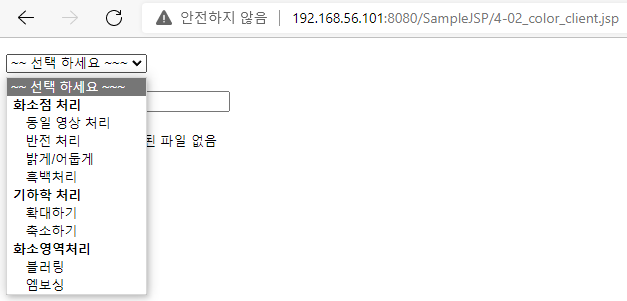 안전하지 않음 192.168.56.101:8080/SampleJSP/4-02_color_client.jsp
~~ 선택 하세요 ~~~
~~ 선택 하세요 ~~~
화소점 처리
동일 영상 처리
반전 처리
된 파일 없음
밝게/어둡게
흑백처리
기하학 처리
확대하기
축소하기
화소영역처리
블러링
엠보싱